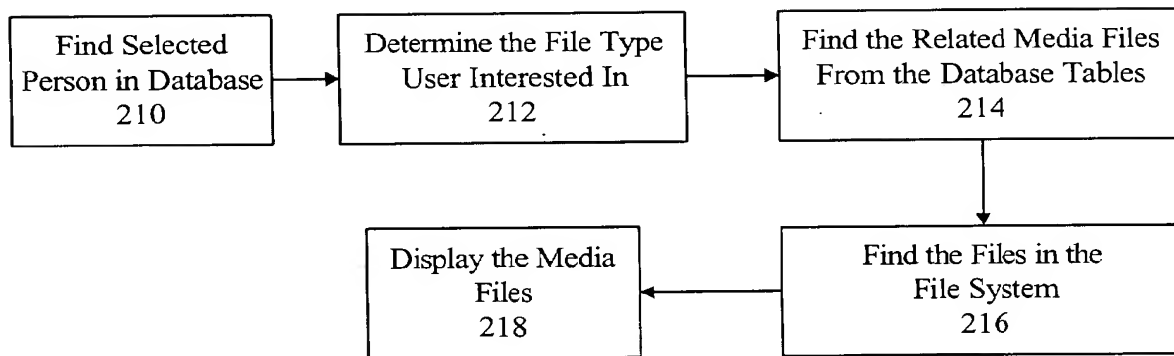 Find Selected
Person in Database
210
Determine the File Type
User Interested In
212
Find the Related Media Files
From the Database Tables
214
Find the Files in the
File System
216
Display the Media
Files
218